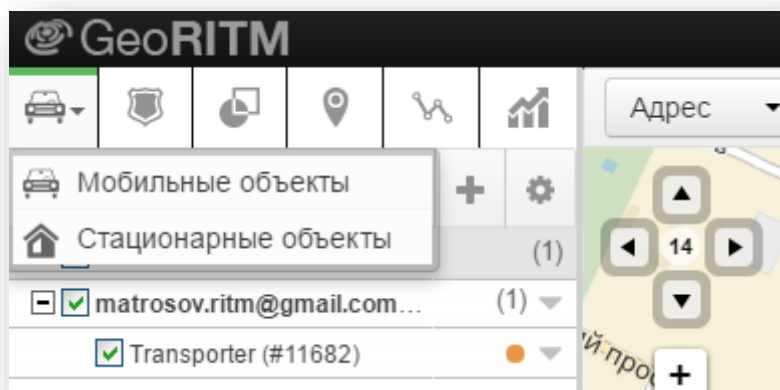 GeoRITM
Адрес
Мобильные объекты
Стационарные объекты
(1)
14
matrosov.ritm@gmail.com... (1)
Transporter (#11682)